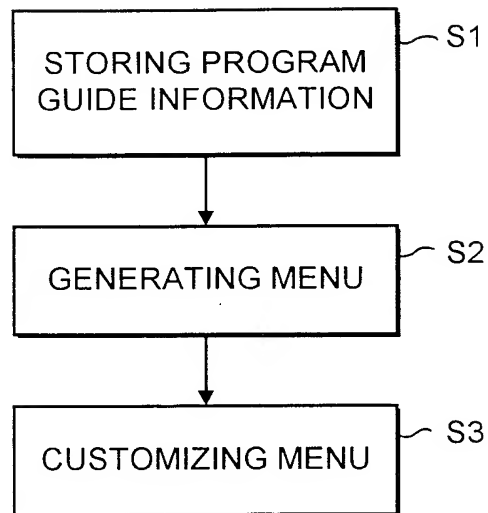 STORING PROGRAM
GUIDE INFORMATION
S1
GENERATING MENU
S2
CUSTOMIZING MENU
S3